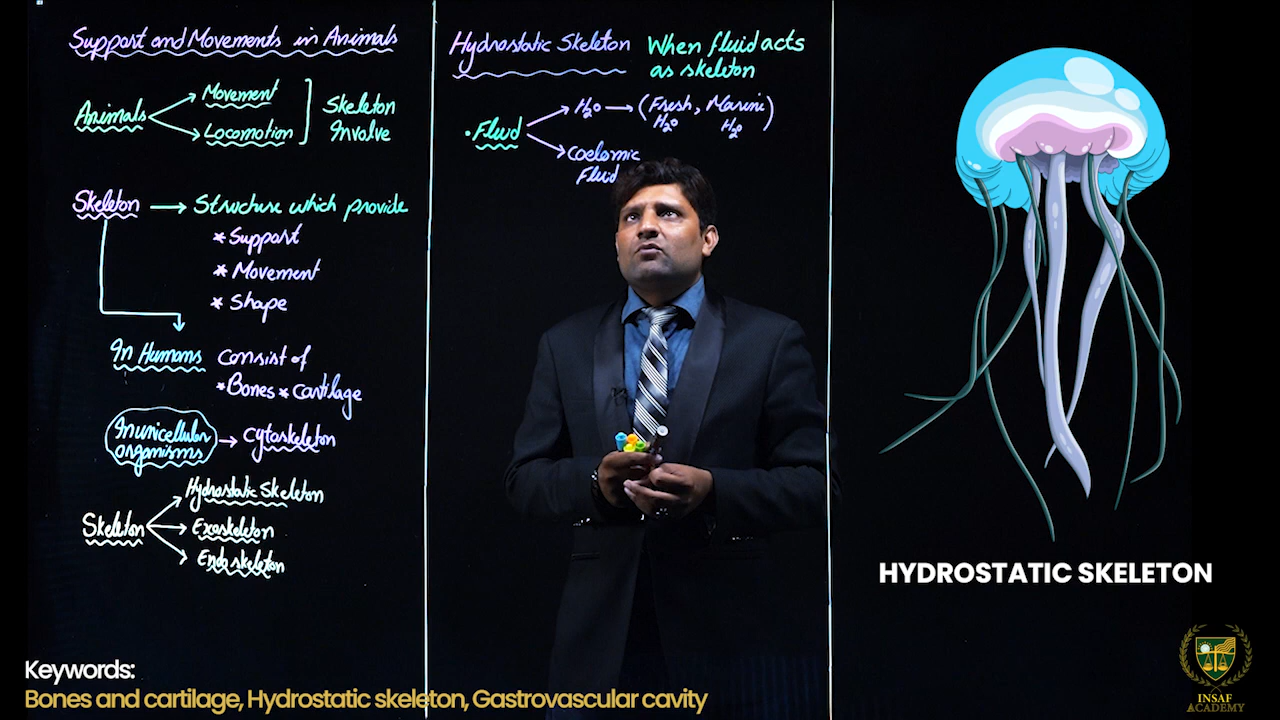 Support and Movements in Animals
Animals
Movement
Locomotion
Skeleton
Involve
Skeleton → Structure which provide
* Support
* Movement
* Shape
In Humans consist of
* Bones * cartilage
In unicellular
organisms → Cytoskeleton
Skeleton
Hydrostatic Skeleton
Exoskeleton
Endoskeleton
Hydrostatic Skeleton When fluid acts
as skeleton
• Fluid
H₂O → (Fresh, Marine)
H₂O H₂O
Coelomic
Fluid
HYDROSTATIC SKELETON
Keywords:
Bones and cartilage, Hydrostatic skeleton, Gastrovascular cavity
INSAF
ACADEMY